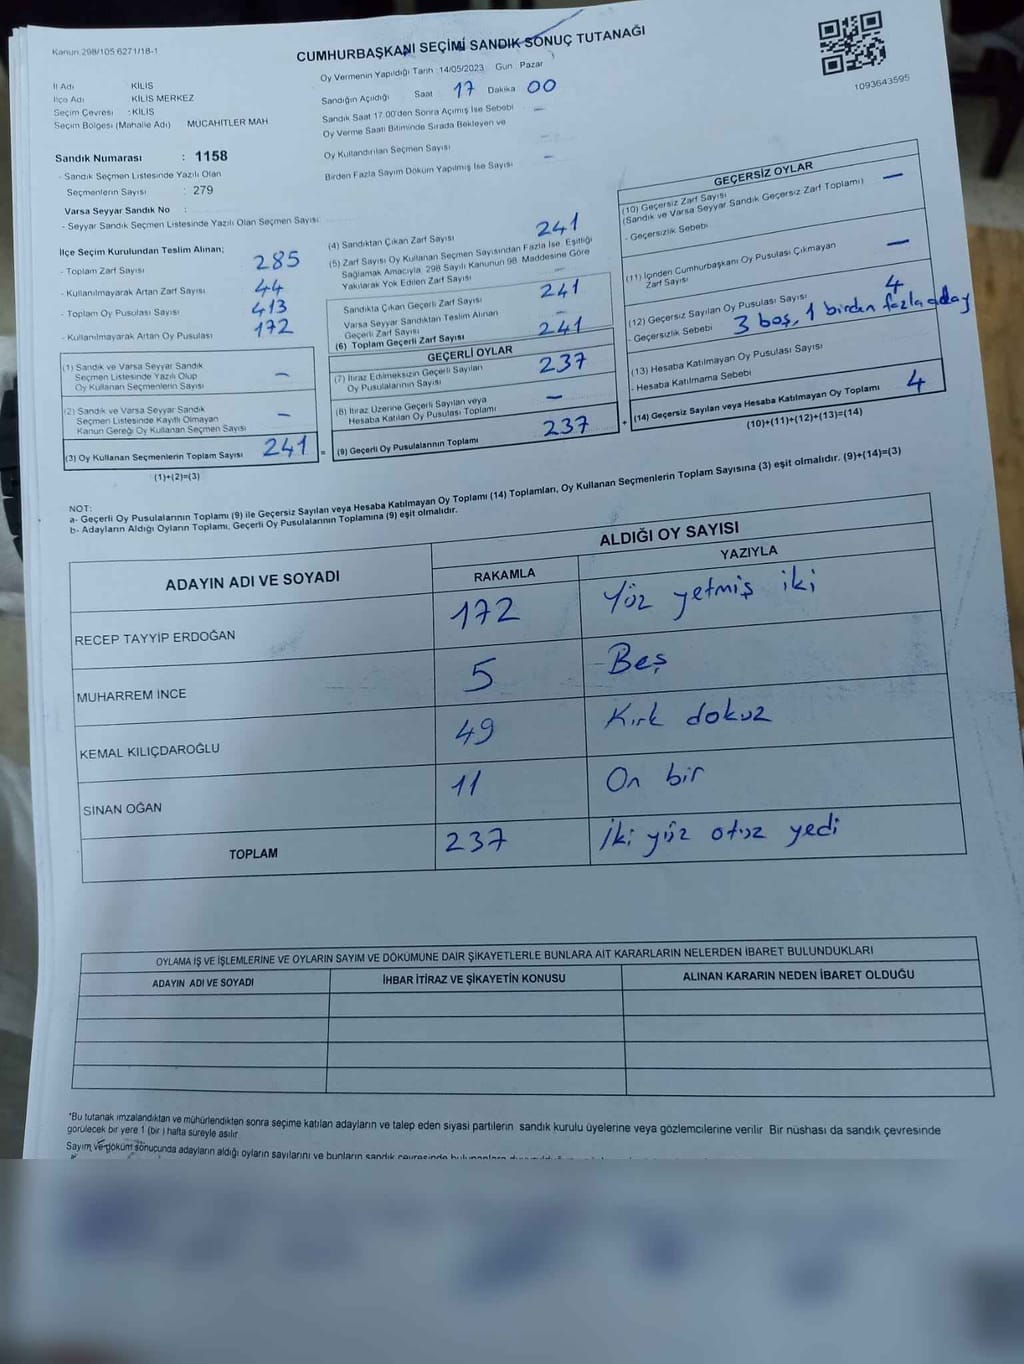 Kanun 298/105 6271/18-1
CUMHURBAŞKANI SEÇİMİ SANDIK SONUÇ TUTANAĞI
1093643595
İl Adı KİLİS
İlçe Adı KİLİS MERKEZ
Seçim Çevresi : KİLİS
Seçim Bölgesi (Mahalle Adı) MÜCAHİTLER MAH
Sandık Numarası : 1158
- Sandık Seçmen Listesinde Yazılı Olan
Seçmenlerin Sayısı : 279
Varsa Seyyar Sandık No :
- Seyyar Sandık Seçmen Listesinde Yazılı Olan Seçmen Sayısı
Oy Vermenin Yapıldığı Tarih : 14/05/2023 Gün : Pazar
Sandığın Açıldığı Saat 17 Dakika 00
Sandık Saat 17.00'den Sonra Açılmış İse Sebebi —
Oy Verme Saati Bitiminde Sırada Bekleyen ve
Oy Kullandırılan Seçmen Sayısı —
Birden Fazla Sayım Döküm Yapılmış İse Sayısı —
İlçe Seçim Kurulundan Teslim Alınan;
- Toplam Zarf Sayısı 285
- Kullanılmayarak Artan Zarf Sayısı 44
- Toplam Oy Pusulası Sayısı 413
- Kullanılmayarak Artan Oy Pusulası 172
(1) Sandık ve Varsa Seyyar Sandık
Seçmen Listesinde Yazılı Olup
Oy Kullanan Seçmenlerin Sayısı —
(2) Sandık ve Varsa Seyyar Sandık
Seçmen Listesinde Kayıtlı Olmayan
Kanun Gereği Oy Kullanan Seçmen Sayısı —
(3) Oy Kullanan Seçmenlerin Toplam Sayısı 241 =
(1)+(2)=(3)
(4) Sandıktan Çıkan Zarf Sayısı 241
(5) Zarf Sayısı Oy Kullanan Seçmen Sayısından Fazla İse, Eşitliği
Sağlamak Amacıyla, 298 Sayılı Kanunun 98. Maddesine Göre
Yakılarak Yok Edilen Zarf Sayısı —
Sandıkta Çıkan Geçerli Zarf Sayısı 241
Varsa Seyyar Sandıktan Teslim Alınan
Geçerli Zarf Sayısı —
(6) Toplam Geçerli Zarf Sayısı 241
GEÇERLİ OYLAR
(7) İtiraz Edilmeksizin Geçerli Sayılan
Oy Pusulalarının Sayısı 237
(8) İtiraz Üzerine Geçerli Sayılan veya
Hesaba Katılan Oy Pusulası Toplamı —
(9) Geçerli Oy Pusulalarının Toplamı 237 +
GEÇERSİZ OYLAR
(10) Geçersiz Zarf Sayısı
(Sandık ve Varsa Seyyar Sandık Geçersiz Zarf Toplamı) —
- Geçersizlik Sebebi
(11) İçinden Cumhurbaşkanı Oy Pusulası Çıkmayan
Zarf Sayısı —
(12) Geçersiz Sayılan Oy Pusulası Sayısı 4
- Geçersizlik Sebebi 3 boş, 1 birden fazla aday
(13) Hesaba Katılmayan Oy Pusulası Sayısı
- Hesaba Katılmama Sebebi
(14) Geçersiz Sayılan veya Hesaba Katılmayan Oy Toplamı 4
(10)+(11)+(12)+(13)=(14)
NOT:
a- Geçerli Oy Pusulalarının Toplamı (9) ile Geçersiz Sayılan veya Hesaba Katılmayan Oy Toplamı (14) Toplamları, Oy Kullanan Seçmenlerin Toplam Sayısına (3) eşit olmalıdır. (9)+(14)=(3)
b- Adayların Aldığı Oyların Toplamı, Geçerli Oy Pusulalarının Toplamına (9) eşit olmalıdır.
ADAYIN ADI VE SOYADI ALDIĞI OY SAYISI
RAKAMLA YAZIYLA
RECEP TAYYİP ERDOĞAN 172 Yüz yetmiş iki
MUHARREM İNCE 5 Beş
KEMAL KILIÇDAROĞLU 49 Kırk dokuz
SİNAN OĞAN 11 On bir
TOPLAM 237 İki yüz otuz yedi
OYLAMA İŞ VE İŞLEMLERİNE VE OYLARIN SAYIM VE DÖKÜMÜNE DAİR ŞİKAYETLERLE BUNLARA AİT KARARLARIN NELERDEN İBARET BULUNDUKLARI
ADAYIN ADI VE SOYADI İHBAR İTİRAZ VE ŞİKAYETİN KONUSU ALINAN KARARIN NEDEN İBARET OLDUĞU
*Bu tutanak imzalandıktan ve mühürlendikten sonra seçime katılan adayların ve talep eden siyasi partilerin sandık kurulu üyelerine veya gözlemcilerine verilir. Bir nüshası da sandık çevresinde
görülecek bir yere 1 (bir) hafta süreyle asılır.
Sayım ve döküm sonucunda adayların aldığı oyların sayılarını ve bunların sandık çevresinde